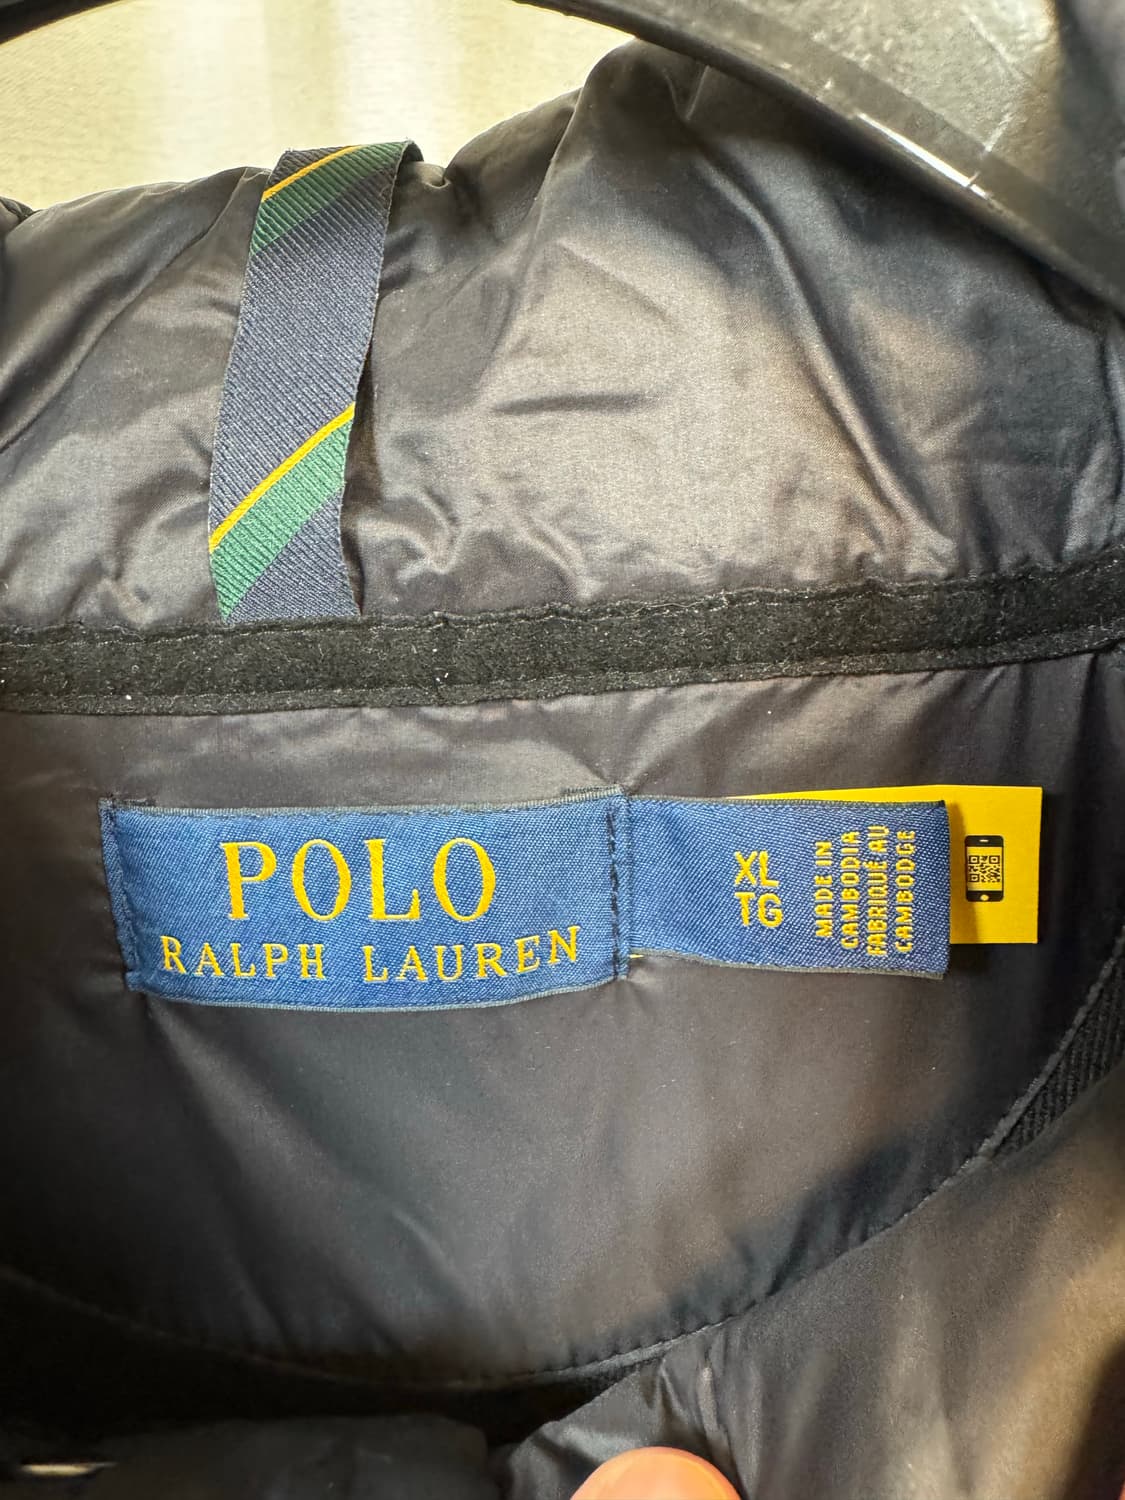 POLO
RALPH LAUREN
XL
TG
MADE IN
CAMBODIA
FABRIQUÉ AU
CAMBODGE